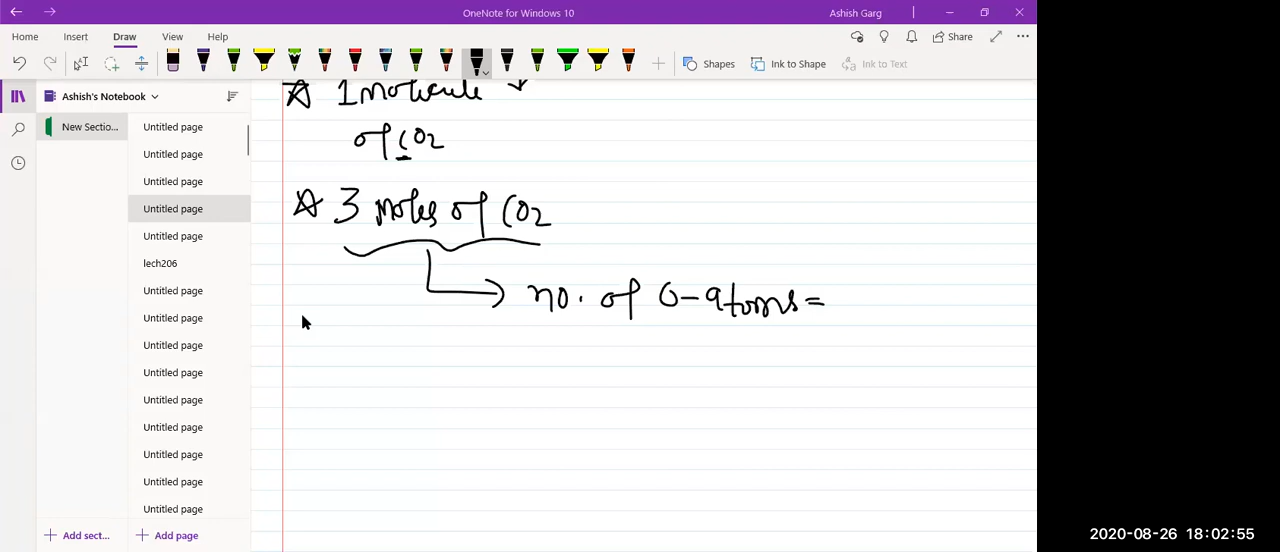 OneNote for Windows 10
Ashish Garg
Home Insert Draw View Help
Share
Shapes
Ink to Shape
Ink to Text
Ashish's Notebook
New Sectio...
Untitled page
Untitled page
Untitled page
Untitled page
Untitled page
lech206
Untitled page
Untitled page
Untitled page
Untitled page
Untitled page
Untitled page
Untitled page
Untitled page
Untitled page
Add sect...
Add page
1 molecule
of CO2
3 moles of CO2
no. of O-atoms=
2020-08-26 18:02:55